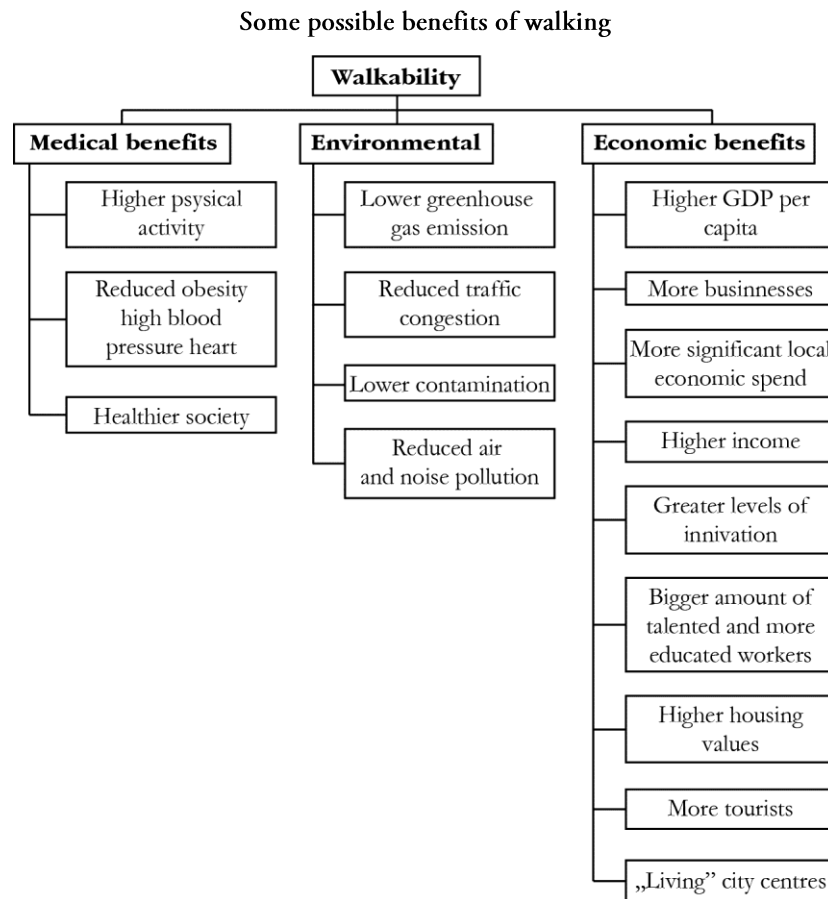 Some possible benefits of walking
Walkability
Medical benefits
Higher psysical
activity
Reduced obesity
high blood
pressure heart
Healthier society
Environmental
Lower greenhouse
gas emission
Reduced traffic
congestion
Lower contamination
Reduced air
and noise pollution
Economic benefits
Higher GDP per
capita
More businnesses
More significant local
economic spend
Higher income
Greater levels of
innivation
Bigger amount of
talented and more
educated workers
Higher housing
values
More tourists
„Living” city centres